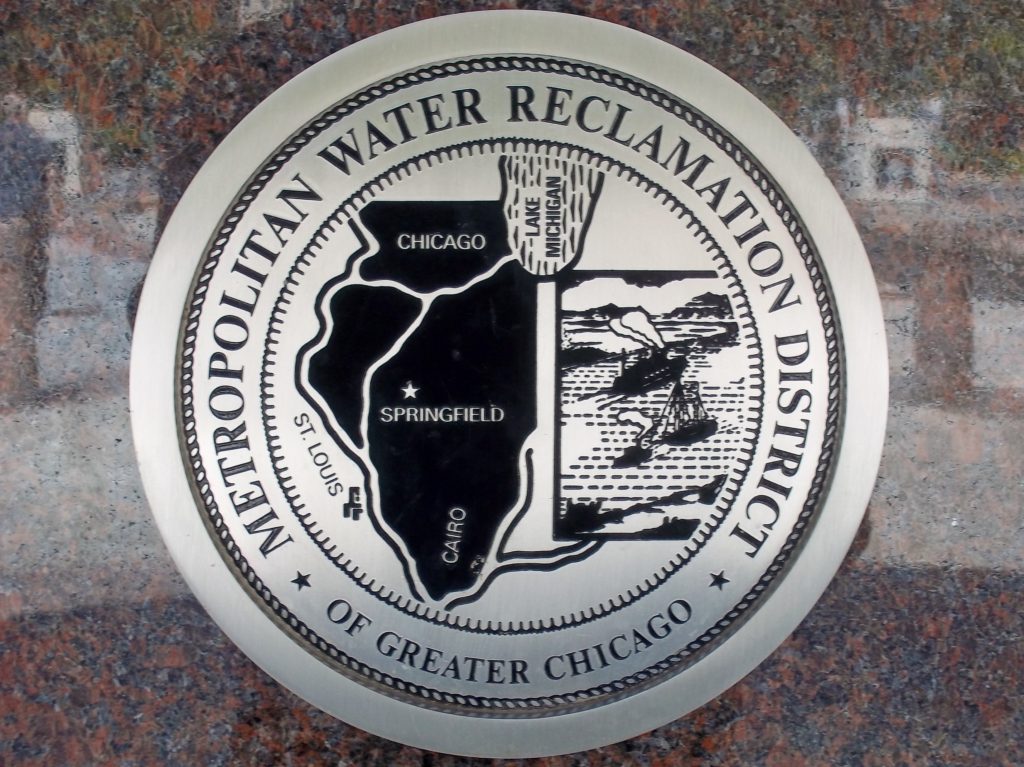 METROPOLITAN WATER RECLAMATION DISTRICT
OF GREATER CHICAGO
LAKE
MICHIGAN
CHICAGO
SPRINGFIELD
ST. LOUIS
CAIRO